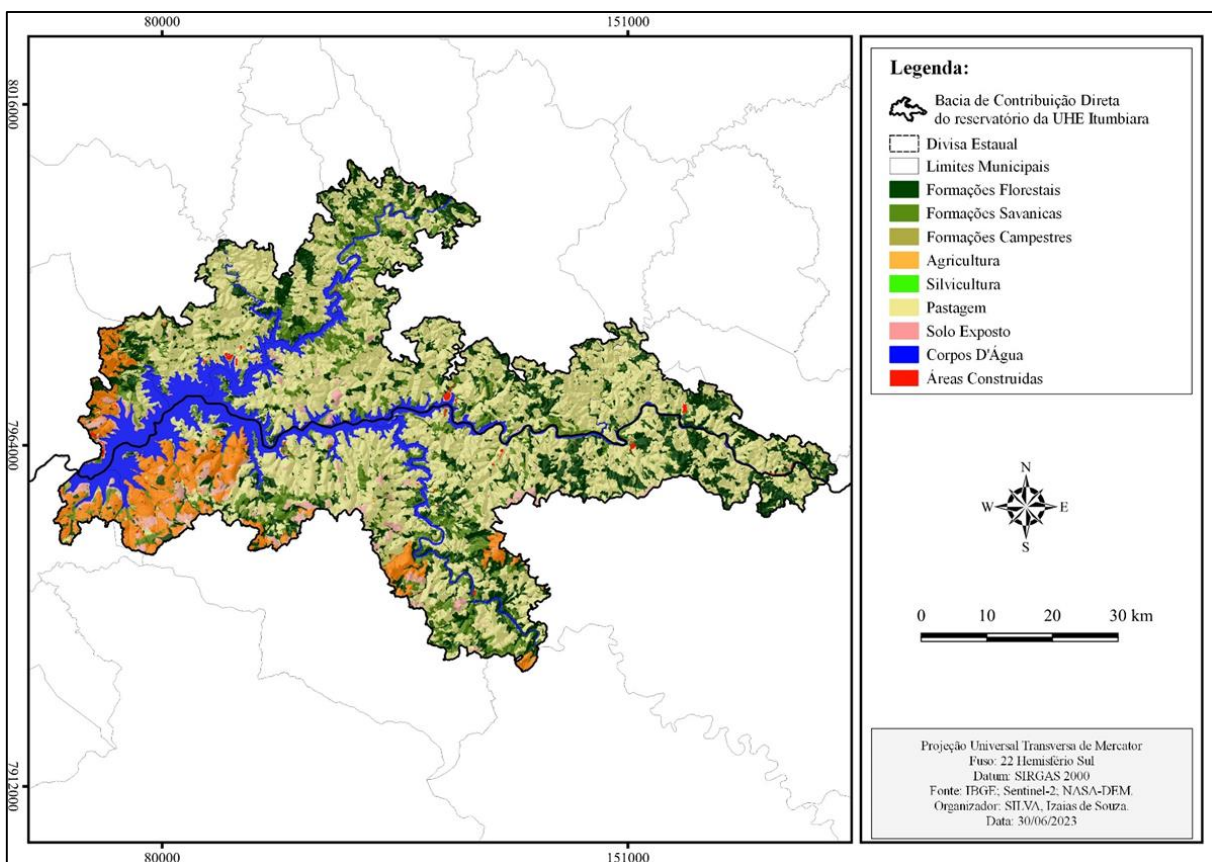 80000 151000
8016000
7964000
7912000
80000 151000
Legenda:
Bacia de Contribuição Direta
do reservatório da UHE Itumbiara
Divisa Estaual
Limites Municipais
Formações Florestais
Formações Savanicas
Formações Campestres
Agricultura
Silvicultura
Pastagem
Solo Exposto
Corpos D'Água
Áreas Construidas
N
W E
S
0 10 20 30 km
Projeção Universal Transversa de Mercator
Fuso: 22 Hemisfério Sul
Datum: SIRGAS 2000
Fonte: IBGE; Sentinel-2; NASA-DEM.
Organizador: SILVA, Izaias de Souza.
Data: 30/06/2023